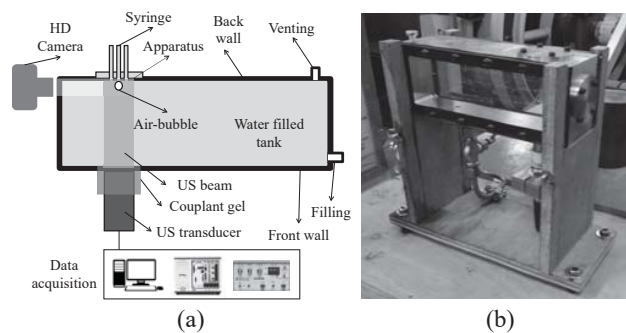 HD
Camera
Syringe
Apparatus
Back
wall
Venting
Air-bubble
Water filled
tank
US beam
Couplant gel
US transducer
Filling
Front wall
Data
acquisition
(a)
(b)